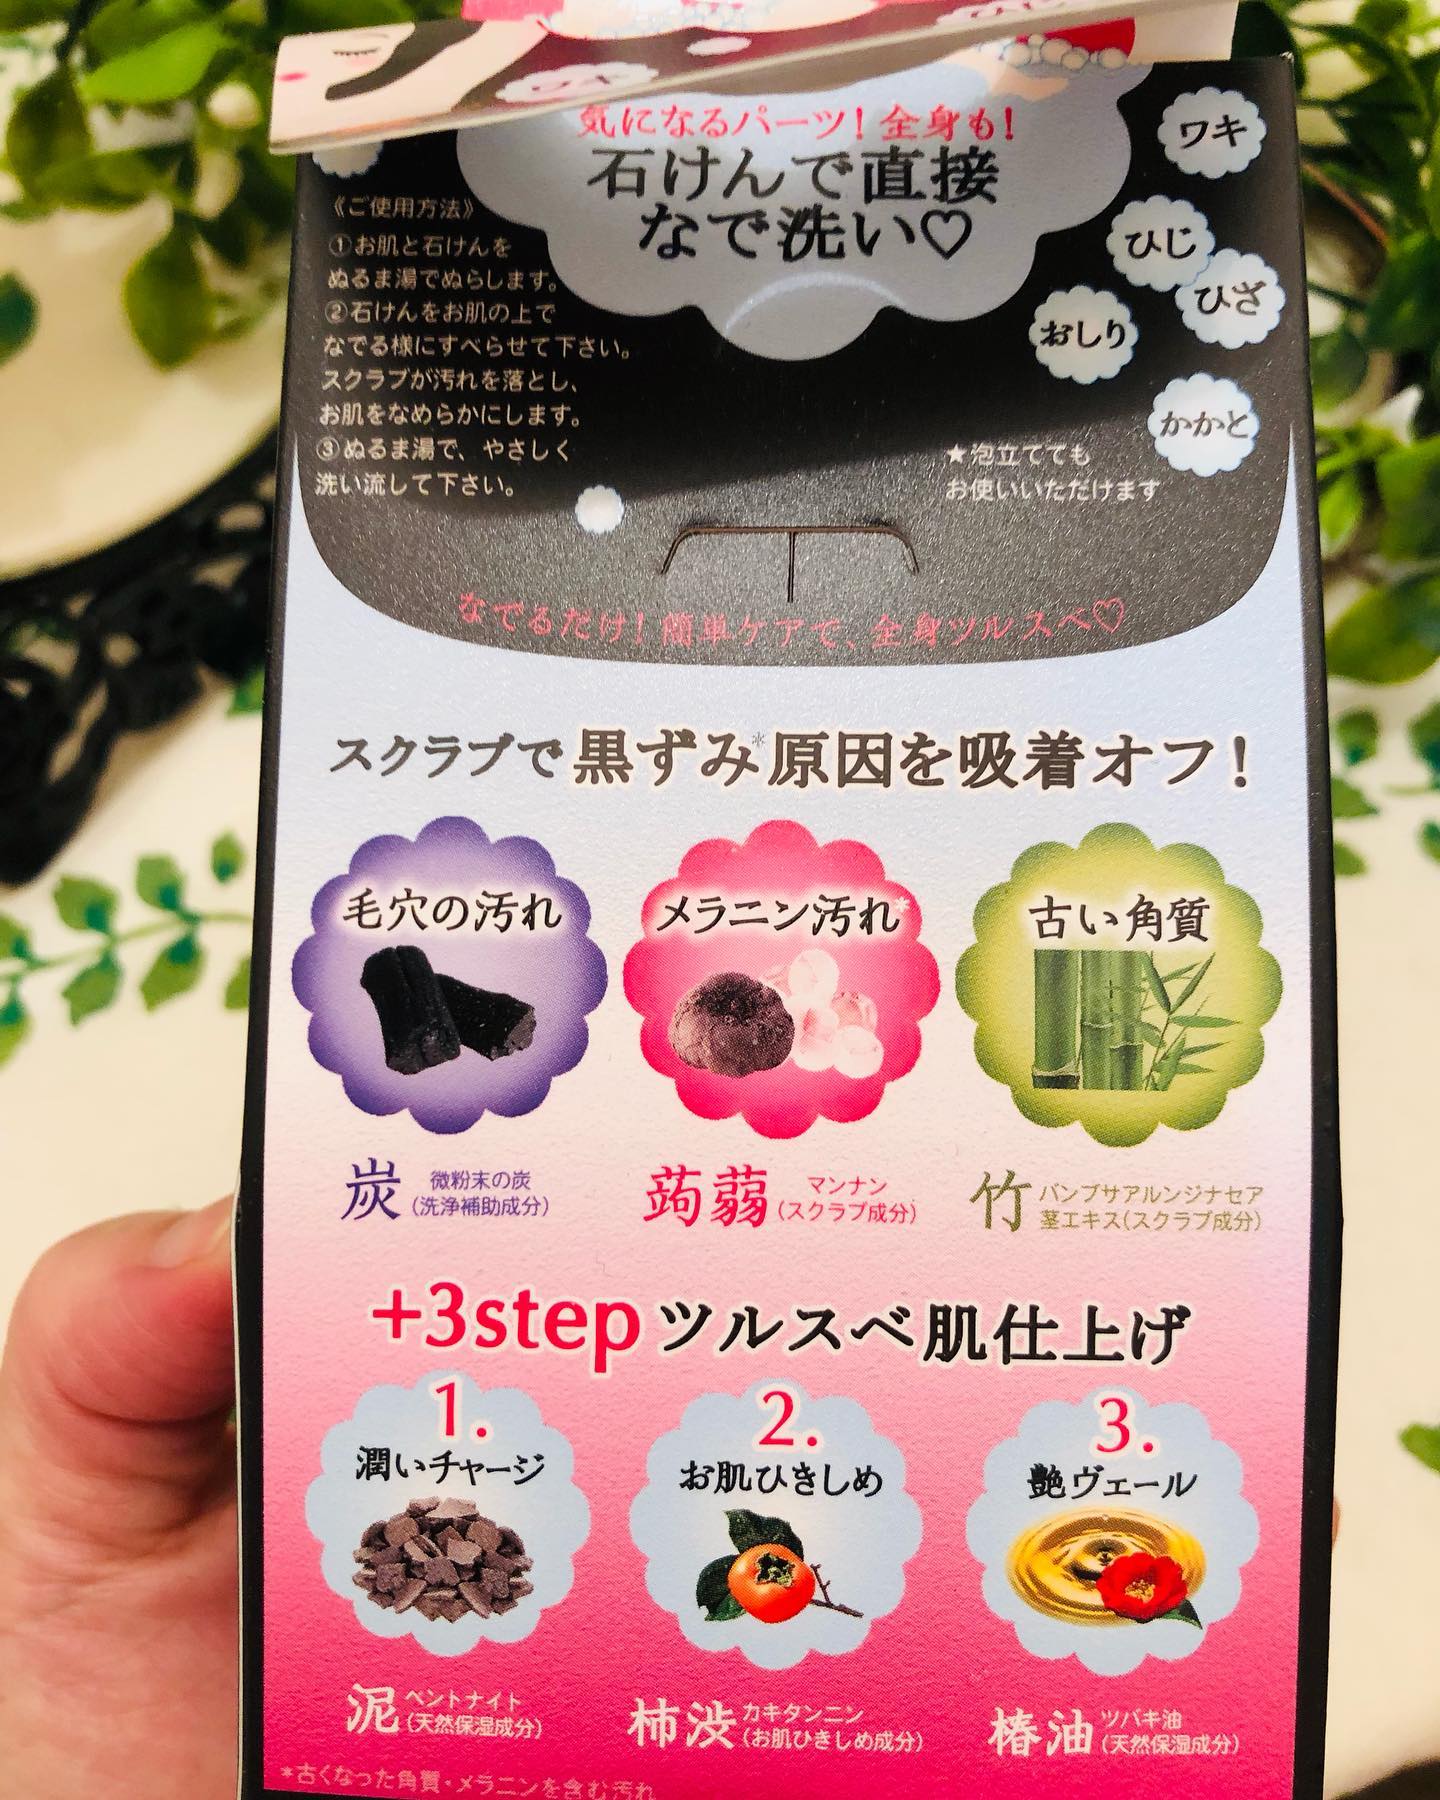 ワキ
気になるパーツ!全身も!
石けんで直接
なで洗い♡
ワキ
ひじ
ひざ
おしり
かかと
《ご使用方法》
①お肌と石けんを
ぬるま湯でぬらします。
②石けんをお肌の上で
なでる様にすべらせて下さい。
スクラブが汚れを落とし、
お肌をなめらかにします。
③ぬるま湯で、やさしく
洗い流して下さい。
★泡立てても
お使いいただけます
なでるだけ!簡単ケアで、全身ツルスベ♡
スクラブで黒ずみ*原因を吸着オフ!
毛穴の汚れ
メラニン汚れ*
古い角質
炭 微粉末の炭
(洗浄補助成分)
蒟蒻 マンナン
(スクラブ成分)
竹 バンブサアルンジナセア
茎エキス(スクラブ成分)
+3stepツルスベ肌仕上げ
1.
潤いチャージ
2.
お肌ひきしめ
3.
艶ヴェール
泥 ベントナイト
(天然保湿成分)
柿渋 カキタンニン
(お肌ひきしめ成分)
椿油 ツバキ油
(天然保湿成分)
*古くなった角質・メラニンを含む汚れ